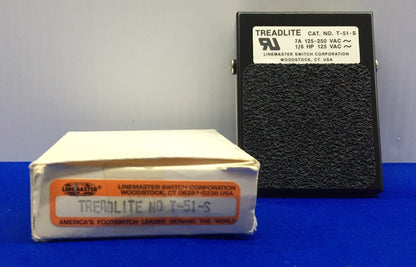 TREADLITE CAT. NO. T-51-S
7A 125-250 VAC ~
1/6 HP 125 VAC ~
LINEMASTER SWITCH CORPORATION
WOODSTOCK, CT. USA
LINEMASTER
LINEMASTER SWITCH CORPORATION
WOODSTOCK, CT 06281-0238 USA
TREADLITE NO T-51-S
AMERICA'S FOOTSWITCH LEADER SERVING THE WORLD